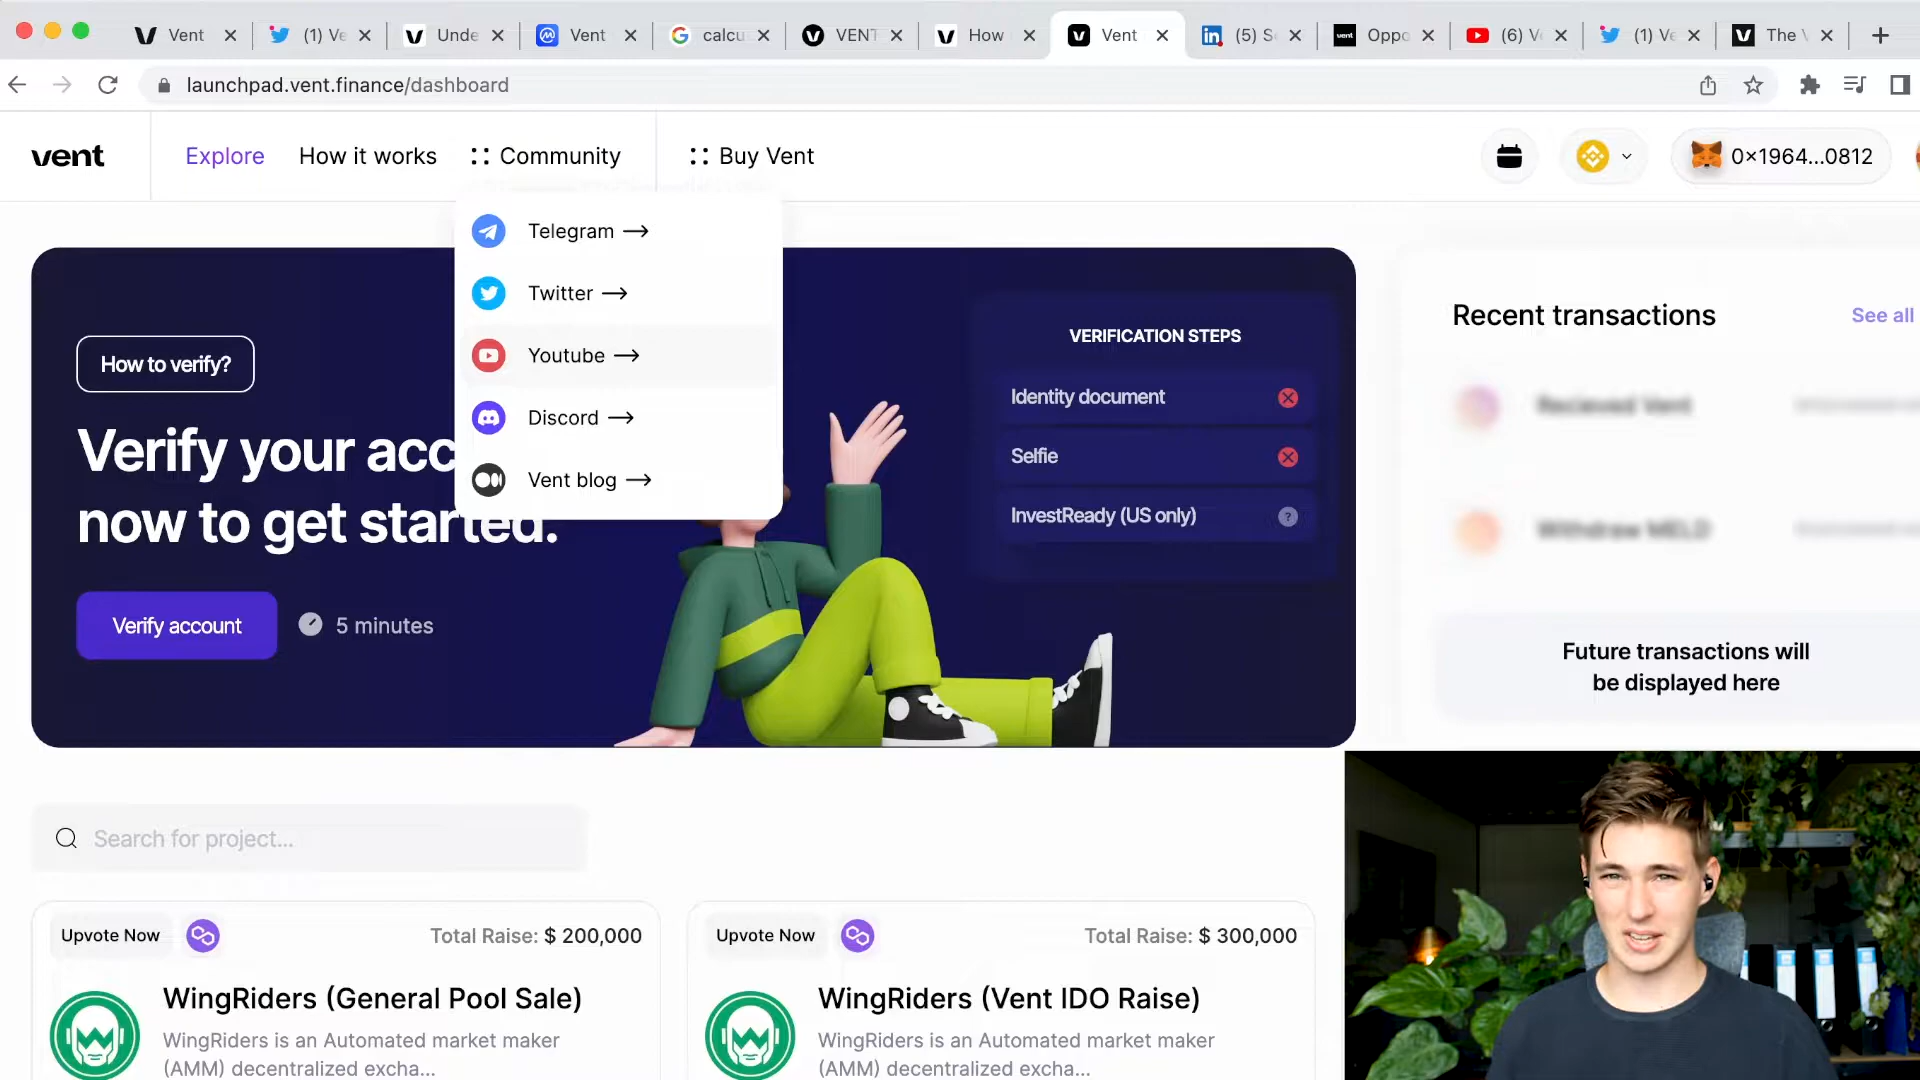 Vent
(1) Ve
Unde
Vent
calcu
VENT
How
Vent
(5) S
Oppo
(6) V
(1) Ve
The V
launchpad.vent.finance/dashboard
vent
Explore
How it works
Community
Buy Vent
0×1964...0812
Telegram
Twitter
Youtube
Discord
Vent blog
How to verify?
Verify your acc
now to get started.
Verify account
5 minutes
VERIFICATION STEPS
Identity document
Selfie
InvestReady (US only)
?
Recent transactions
See all
Recieved Vent
Withdraw MELD
Future transactions will
be displayed here
Search for project...
Upvote Now
Total Raise: $ 200,000
WingRiders (General Pool Sale)
WingRiders is an Automated market maker
(AMM) decentralized excha...
Upvote Now
Total Raise: $ 300,000
WingRiders (Vent IDO Raise)
WingRiders is an Automated market maker
(AMM) decentralized excha...